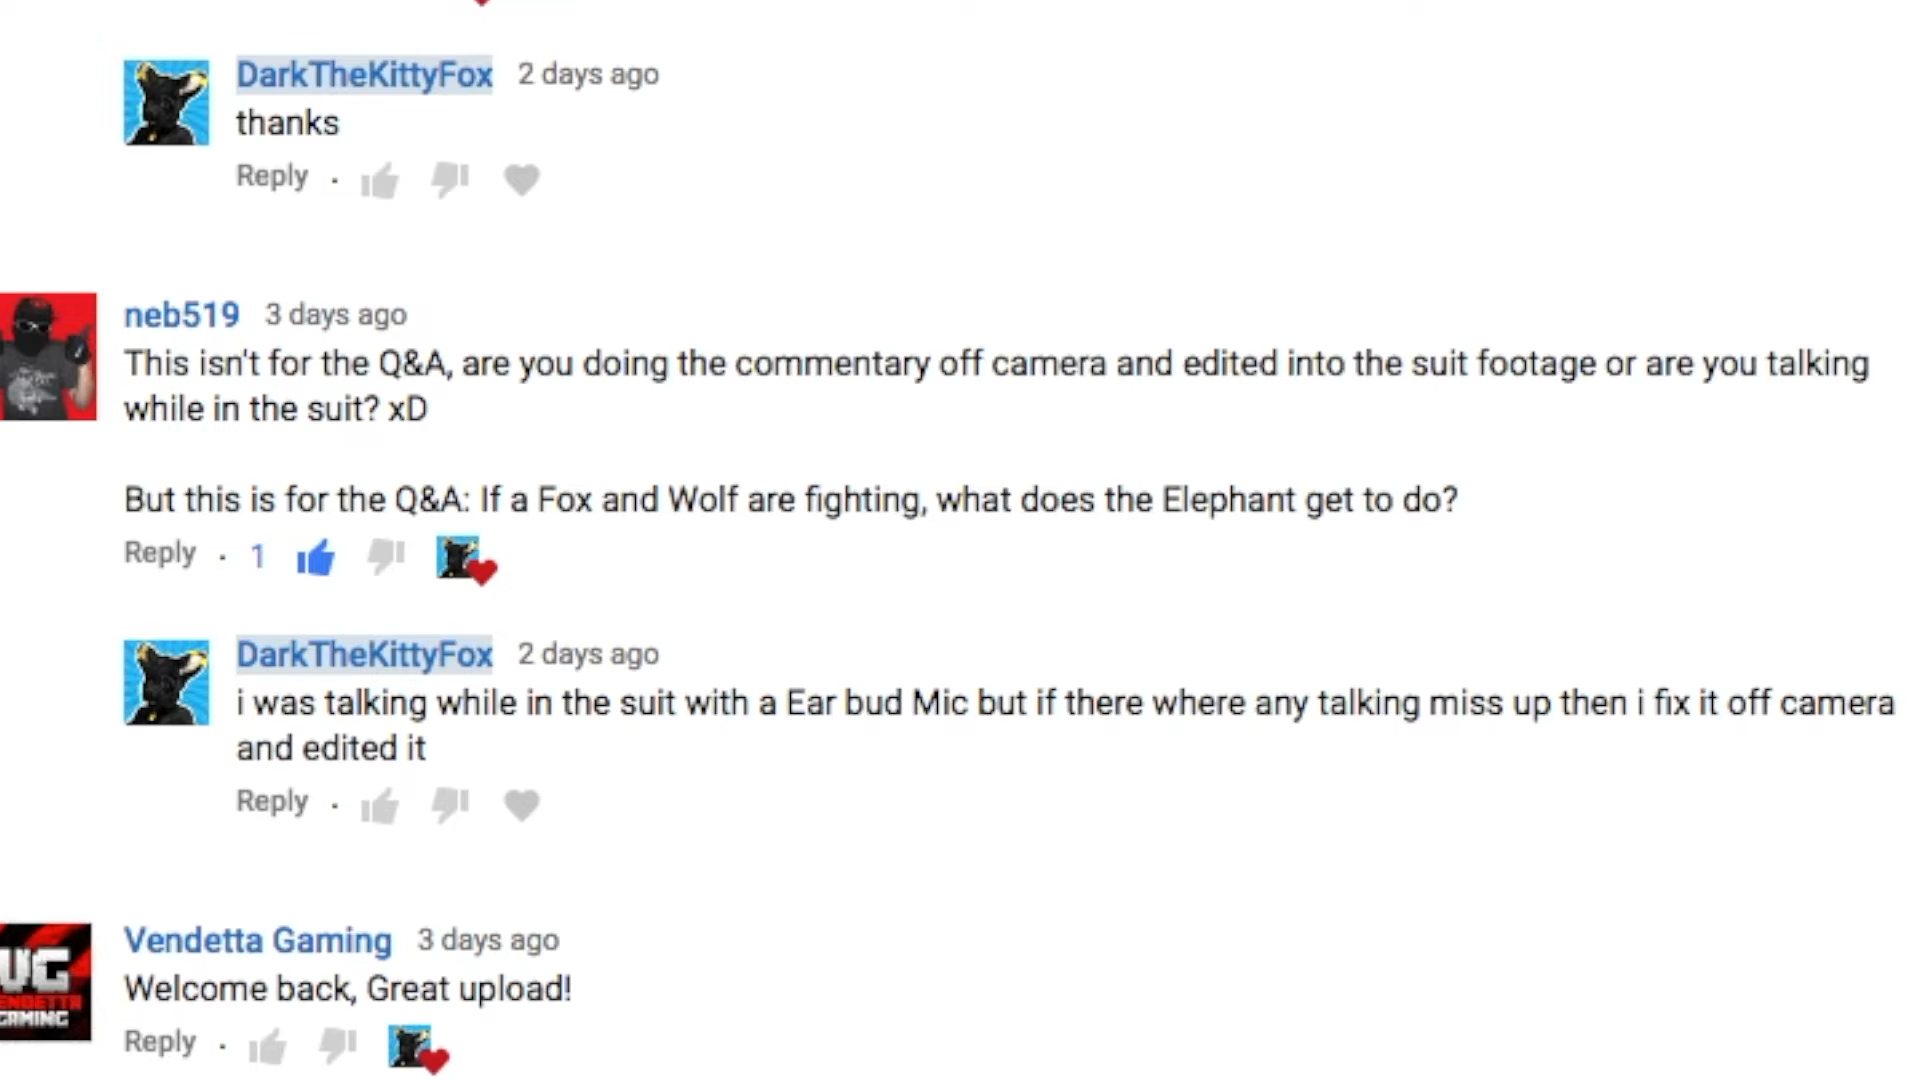 DarkTheKittyFox 2 days ago
thanks
Reply .
neb519 3 days ago
This isn't for the Q&A, are you doing the commentary off camera and edited into the suit footage or are you talking
while in the suit? xD
But this is for the Q&A: If a Fox and Wolf are fighting, what does the Elephant get to do?
Reply . 1
DarkTheKittyFox 2 days ago
i was talking while in the suit with a Ear bud Mic but if there where any talking miss up then i fix it off camera
and edited it
Reply .
VG
GAMING
Vendetta Gaming 3 days ago
Welcome back, Great upload!
Reply .